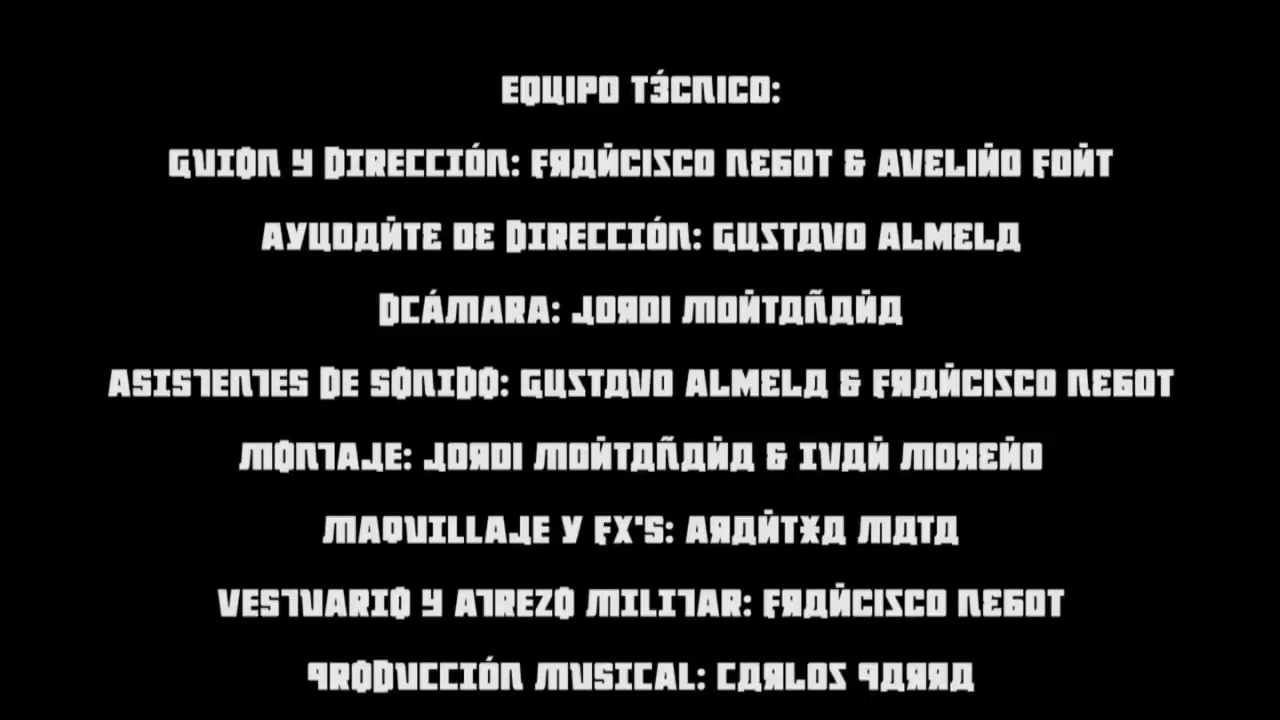 EQUIPO TÉCNICO:
GUION Y DIRECCIÓN: FRANCISCO NEBOT & AVELINO FONT
AYUDANTE DE DIRECCIÓN: GUSTAVO ALMELA
DCÁMARA: JORDI MONTAÑANA
ASISTENTES DE SONIDO: GUSTAVO ALMELA & FRANCISCO NEBOT
MONTAJE: JORDI MONTAÑANA & IVAN MORENO
MAQUILLAJE Y FX'S: ARANTXA MATA
VESTUARIO Y ATREZO MILITAR: FRANCISCO NEBOT
PRODUCCIÓN MUSICAL: CARLOS PARRA